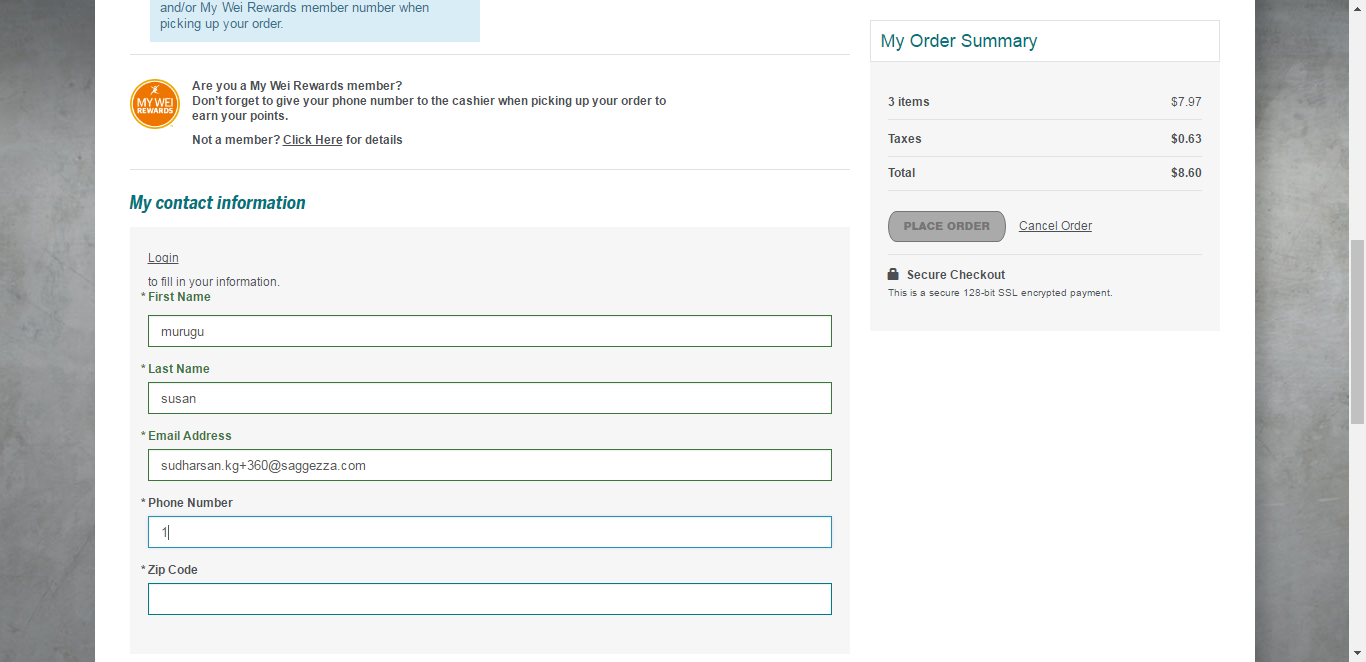 and/or My Wei Rewards member number when
picking up your order.
MY WEI
REWARDS
Are you a My Wei Rewards member?
Don't forget to give your phone number to the cashier when picking up your order to
earn your points.
Not a member? Click Here for details
My contact information
Login
to fill in your information.
* First Name
murugu
* Last Name
susan
* Email Address
sudharsan.kg+360@saggezza.com
* Phone Number
1
* Zip Code
My Order Summary
3 items $7.97
Taxes $0.63
Total $8.60
PLACE ORDER Cancel Order
Secure Checkout
This is a secure 128-bit SSL encrypted payment.